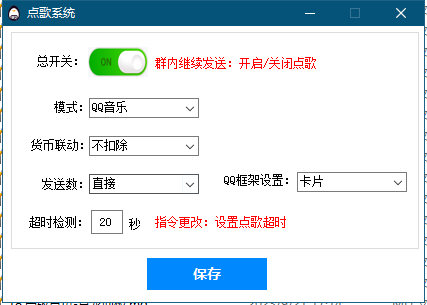 点歌系统
总开关： ON 群内继续发送：开启/关闭点歌
模式： QQ音乐
货币联动： 不扣除
发送数： 直接 QQ框架设置： 卡片
超时检测： 20 秒 指令更改：设置点歌超时
保存